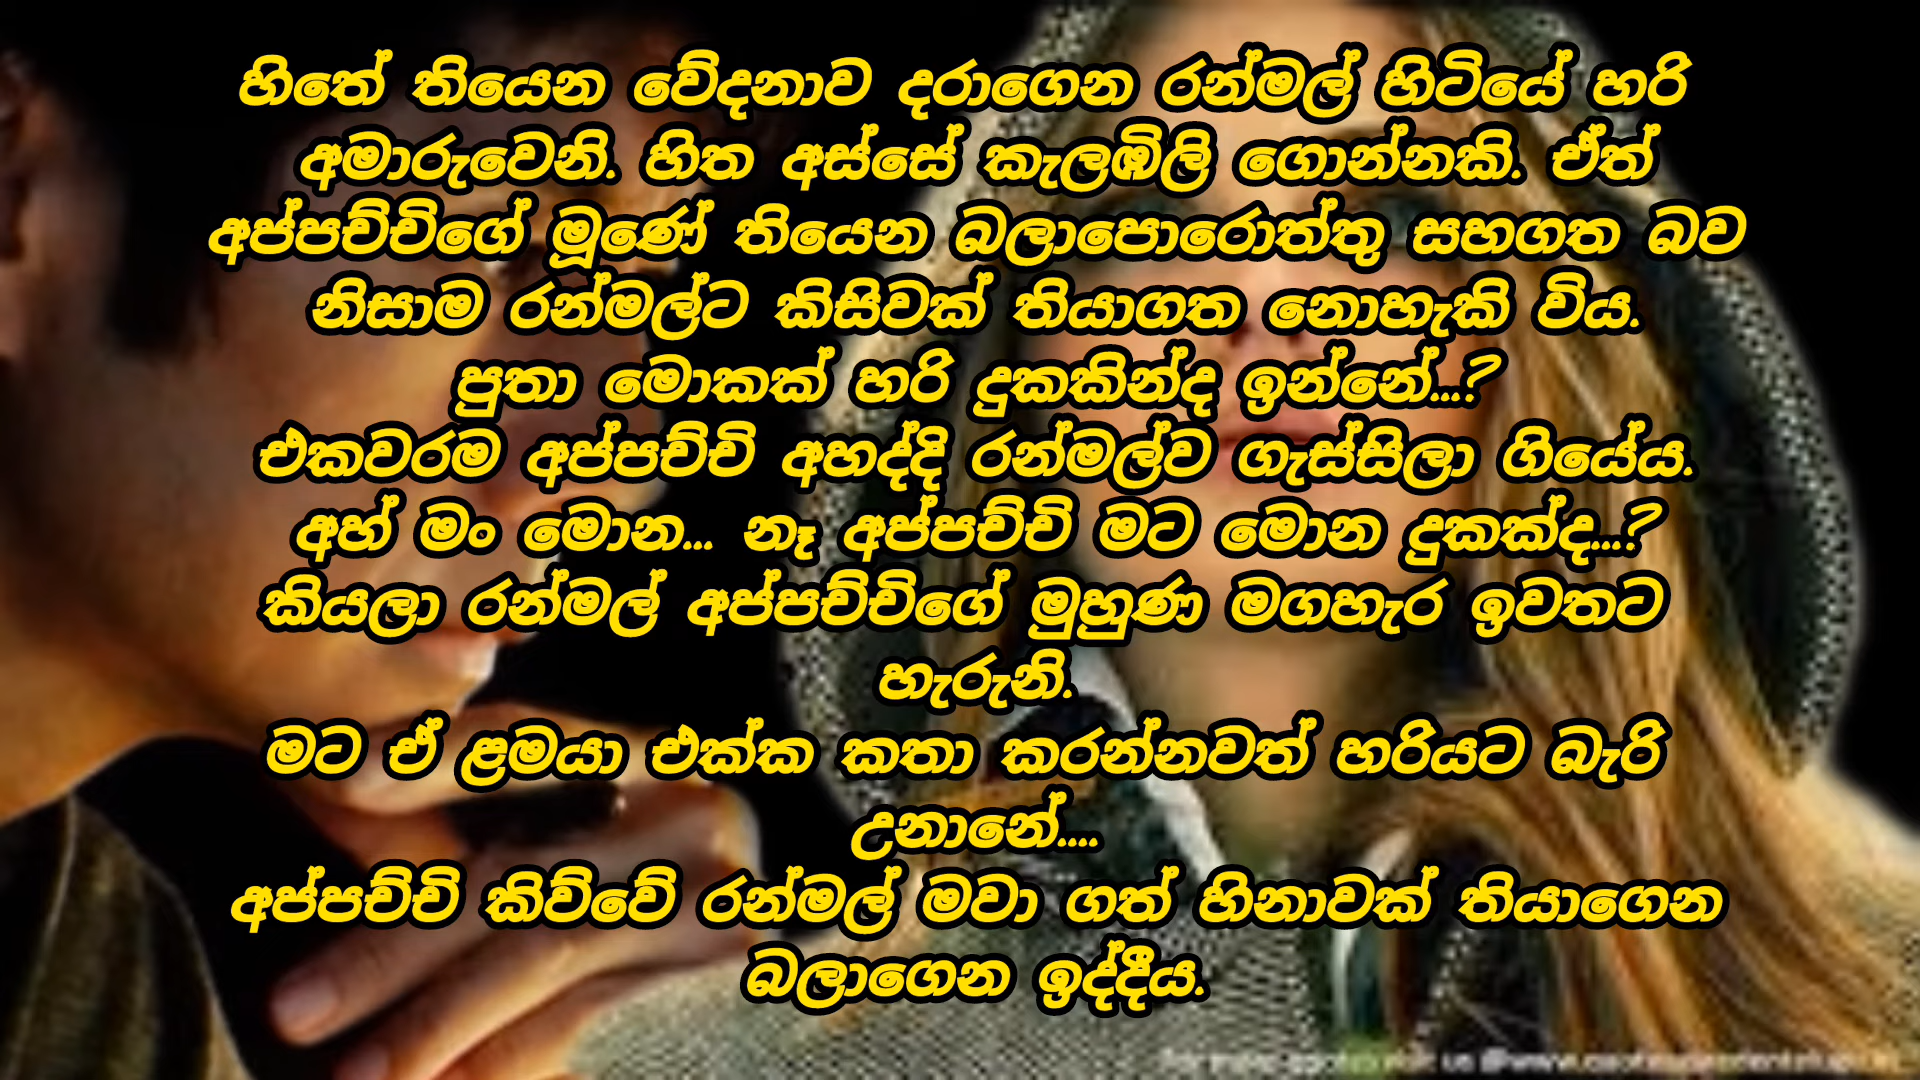 හිතේ තියෙන වේදනාව දරාගෙන රන්මල් හිටියේ හරි
අමාරුවෙනි. හිත අස්සේ කැලඹිලි ගොන්නකි. ඒත්
අප්පච්චිගේ මූණේ තියෙන බලාපොරොත්තු සහගත බව
නිසාම රන්මල්ට කිසිවක් තියාගත නොහැකි විය.
පුතා මොකක් හරි දුකකින්ද ඉන්නේ...?
එකවරම අප්පච්චි අහද්දි රන්මල්ව ගැස්සිලා ගියේය.
අහ් මං මොන... නෑ අප්පච්චි මට මොන දුකක්ද...?
කියලා රන්මල් අප්පච්චිගේ මුහුණ මගහැර ඉවතට
හැරුනි.
මට ඒ ළමයා එක්ක කතා කරන්නවත් හරියට බැරි
උනානේ....
අප්පච්චි කිව්වේ රන්මල් මවා ගත් හිනාවක් තියාගෙන
බලාගෙන ඉද්දීය.